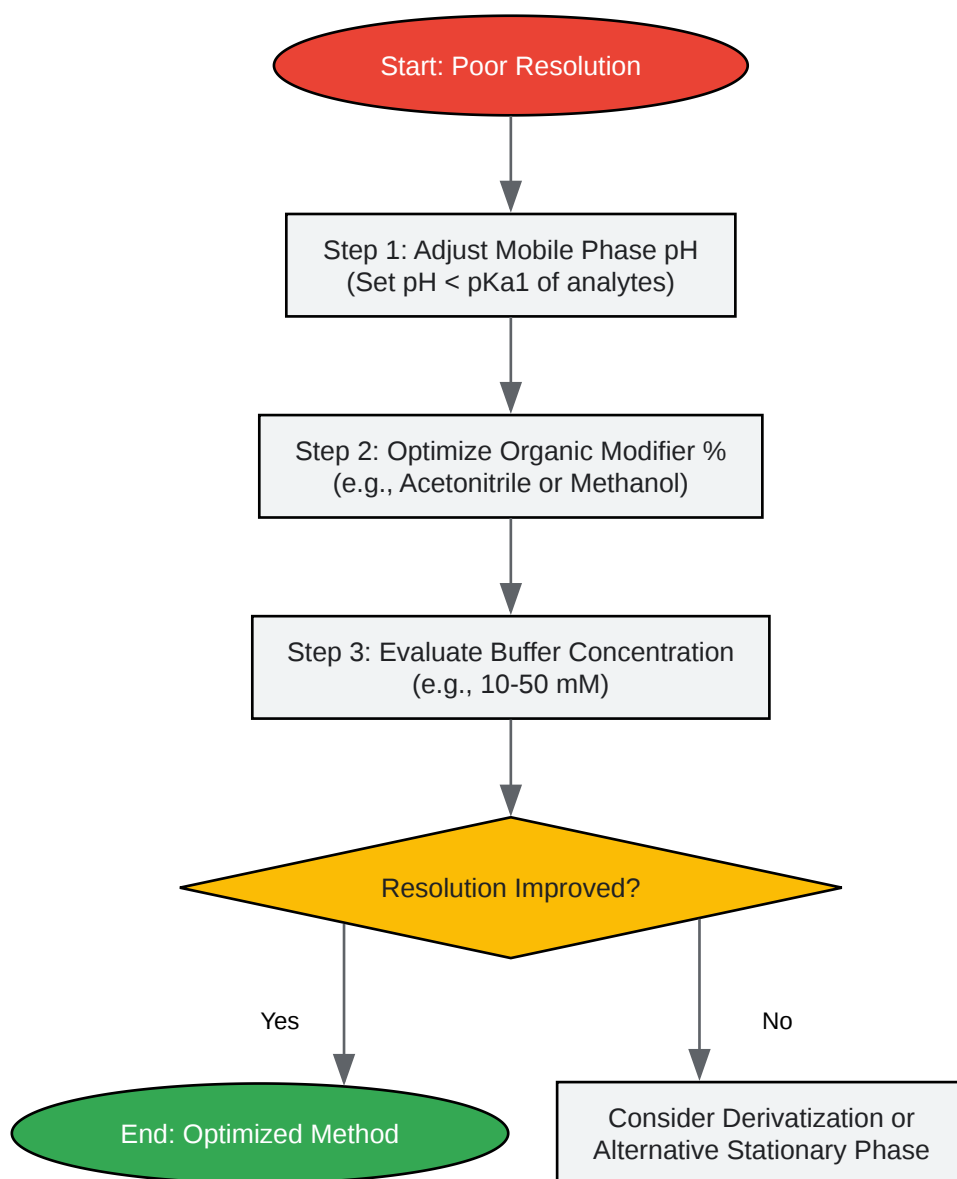 Start: Poor Resolution
Step 1: Adjust Mobile Phase pH
(Set pH < pKa1 of analytes)
Step 2: Optimize Organic Modifier %
(e.g., Acetonitrile or Methanol)
Step 3: Evaluate Buffer Concentration
(e.g., 10-50 mM)
Resolution Improved?
Yes
No
End: Optimized Method
Consider Derivatization or
Alternative Stationary Phase